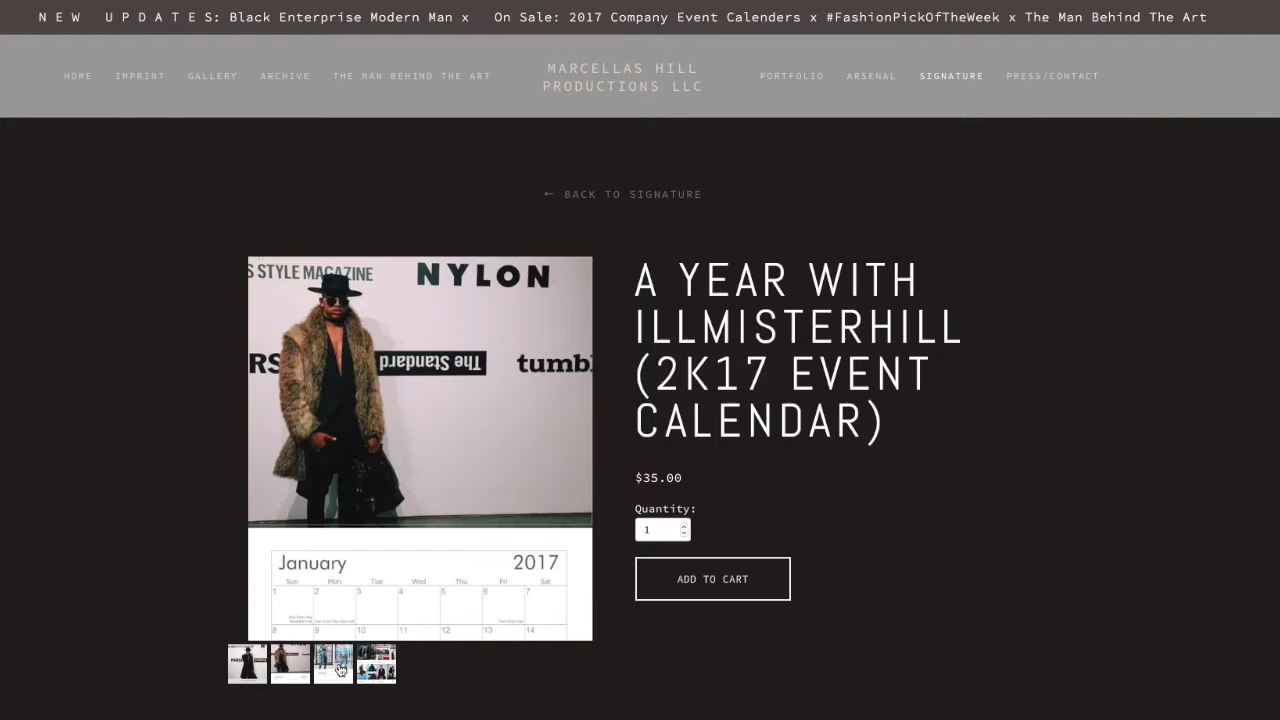 N E W   U P D A T E S: Black Enterprise Modern Man x   On Sale: 2017 Company Event Calenders x #FashionPickOfTheWeek x The Man Behind The Art
HOME IMPRINT GALLERY ARCHIVE THE MAN BEHIND THE ART
MARCELLAS HILL
PRODUCTIONS LLC
PORTFOLIO ARSENAL SIGNATURE PRESS/CONTACT
← BACK TO SIGNATURE
S STYLE MAGAZINE
NYLON
RS
The Standard
tumbl
January 2017
Sun Mon Tue Wed Thu Fri Sat
1 2 3 4 5 6 7
8 9 10 11 12 13 14
A YEAR WITH
ILLMISTERHILL
(2K17 EVENT
CALENDAR)
$35.00
Quantity:
1
ADD TO CART